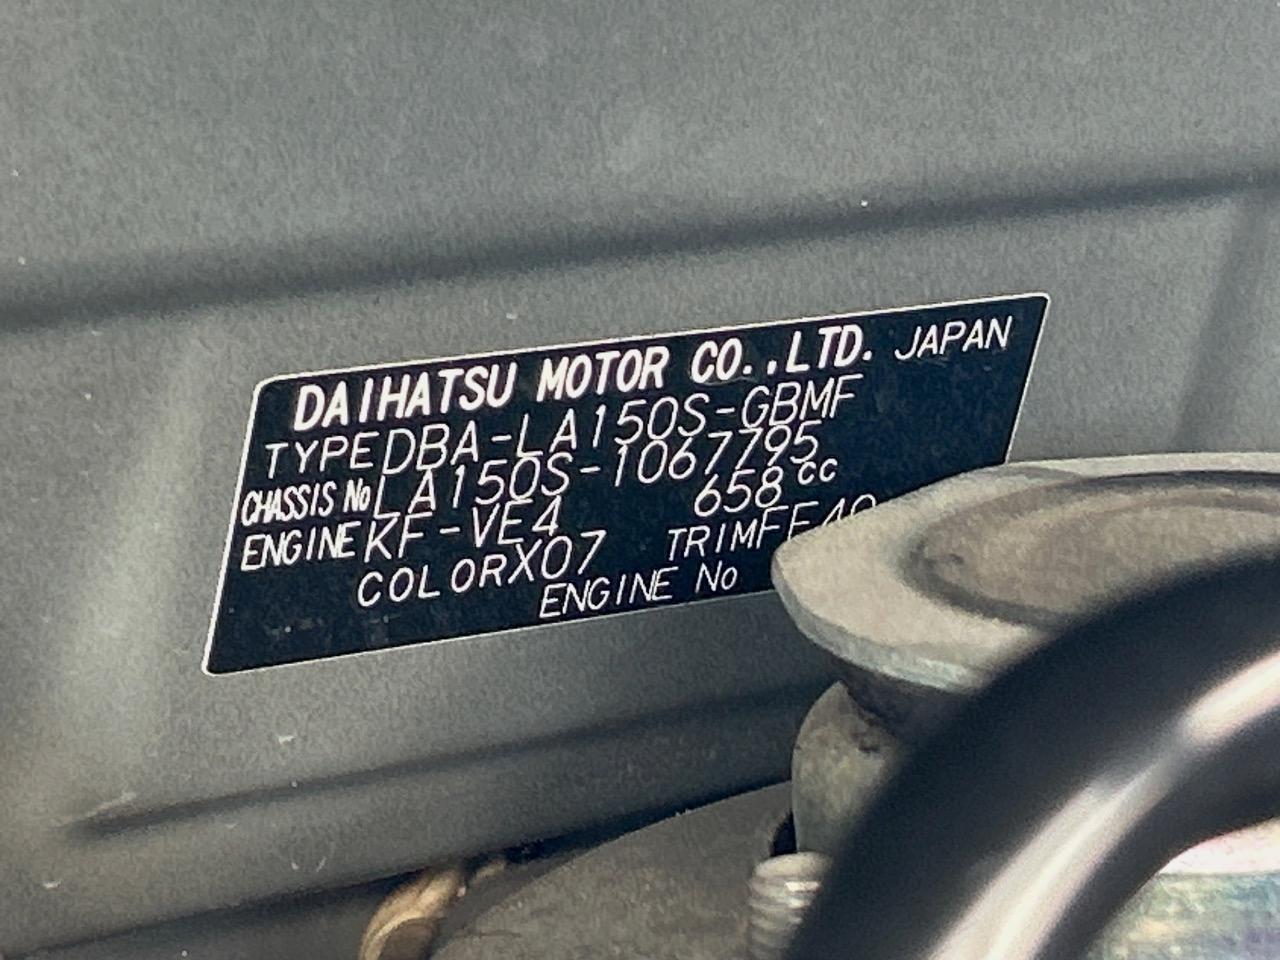 DAIHATSU MOTOR CO.,LTD. JAPAN
TYPE DBA-LA150S-GBMF
CHASSIS No LA150S-1067795
ENGINE KF-VE4 658cc
COLOR X07 TRIM FE40
ENGINE No